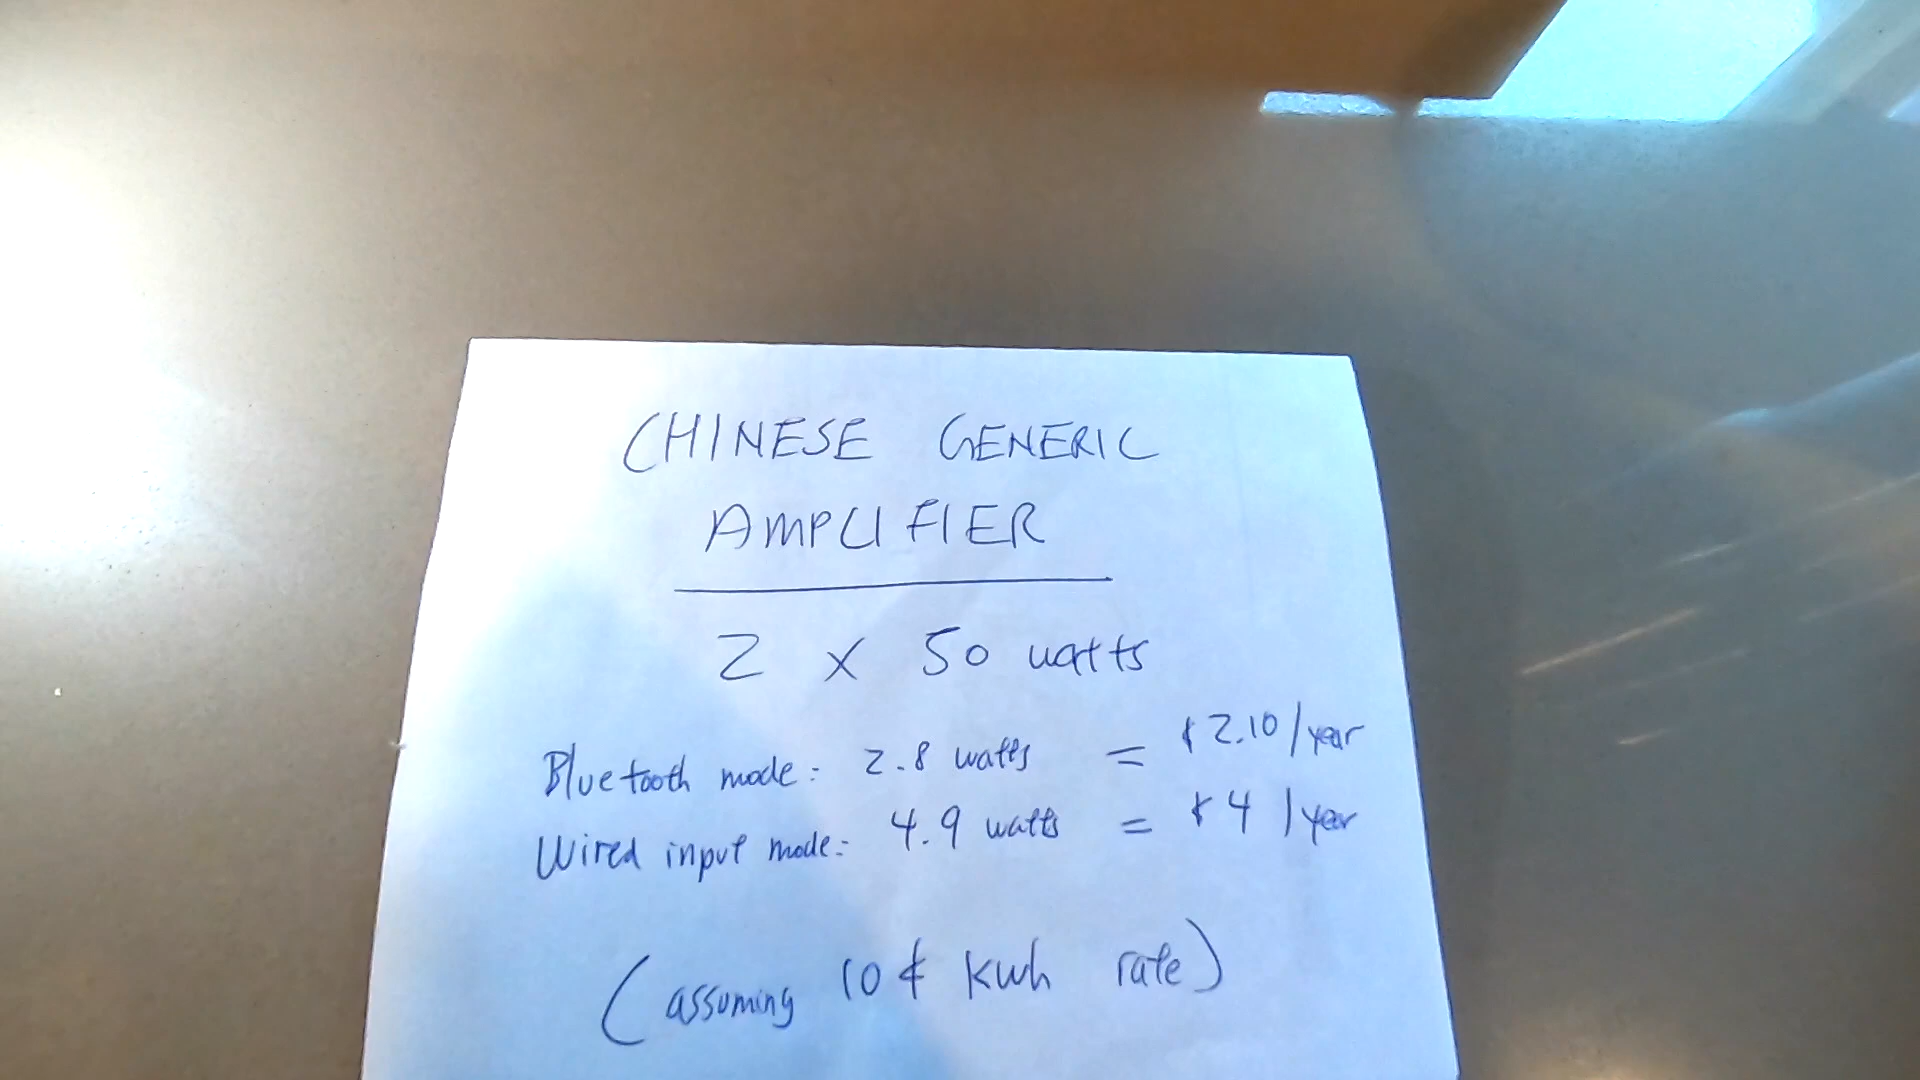 CHINESE GENERIC
AMPLIFIER
2 x 50 watts
Bluetooth mode: 2.8 watts = $2.10/year
Wired input mode: 4.9 watts = $4/year
(assuming 10¢ kwh rate)